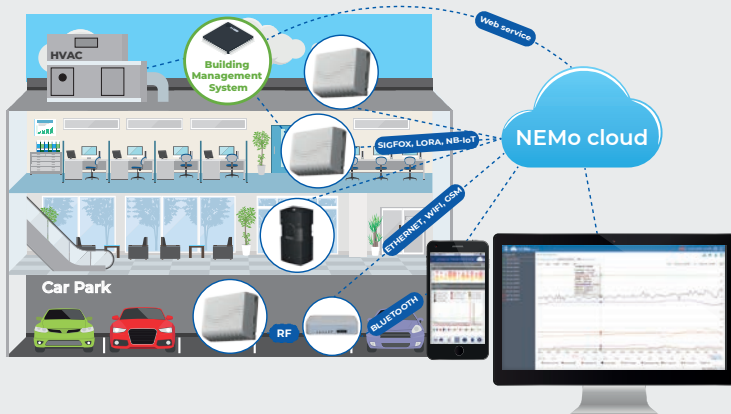 Web service
HVAC
Building
Management
System
NEMo cloud
SIGFOX, LORA, NB-IoT
ETHERNET, WIFI, GSM
Car Park
BLUETOOTH
RF